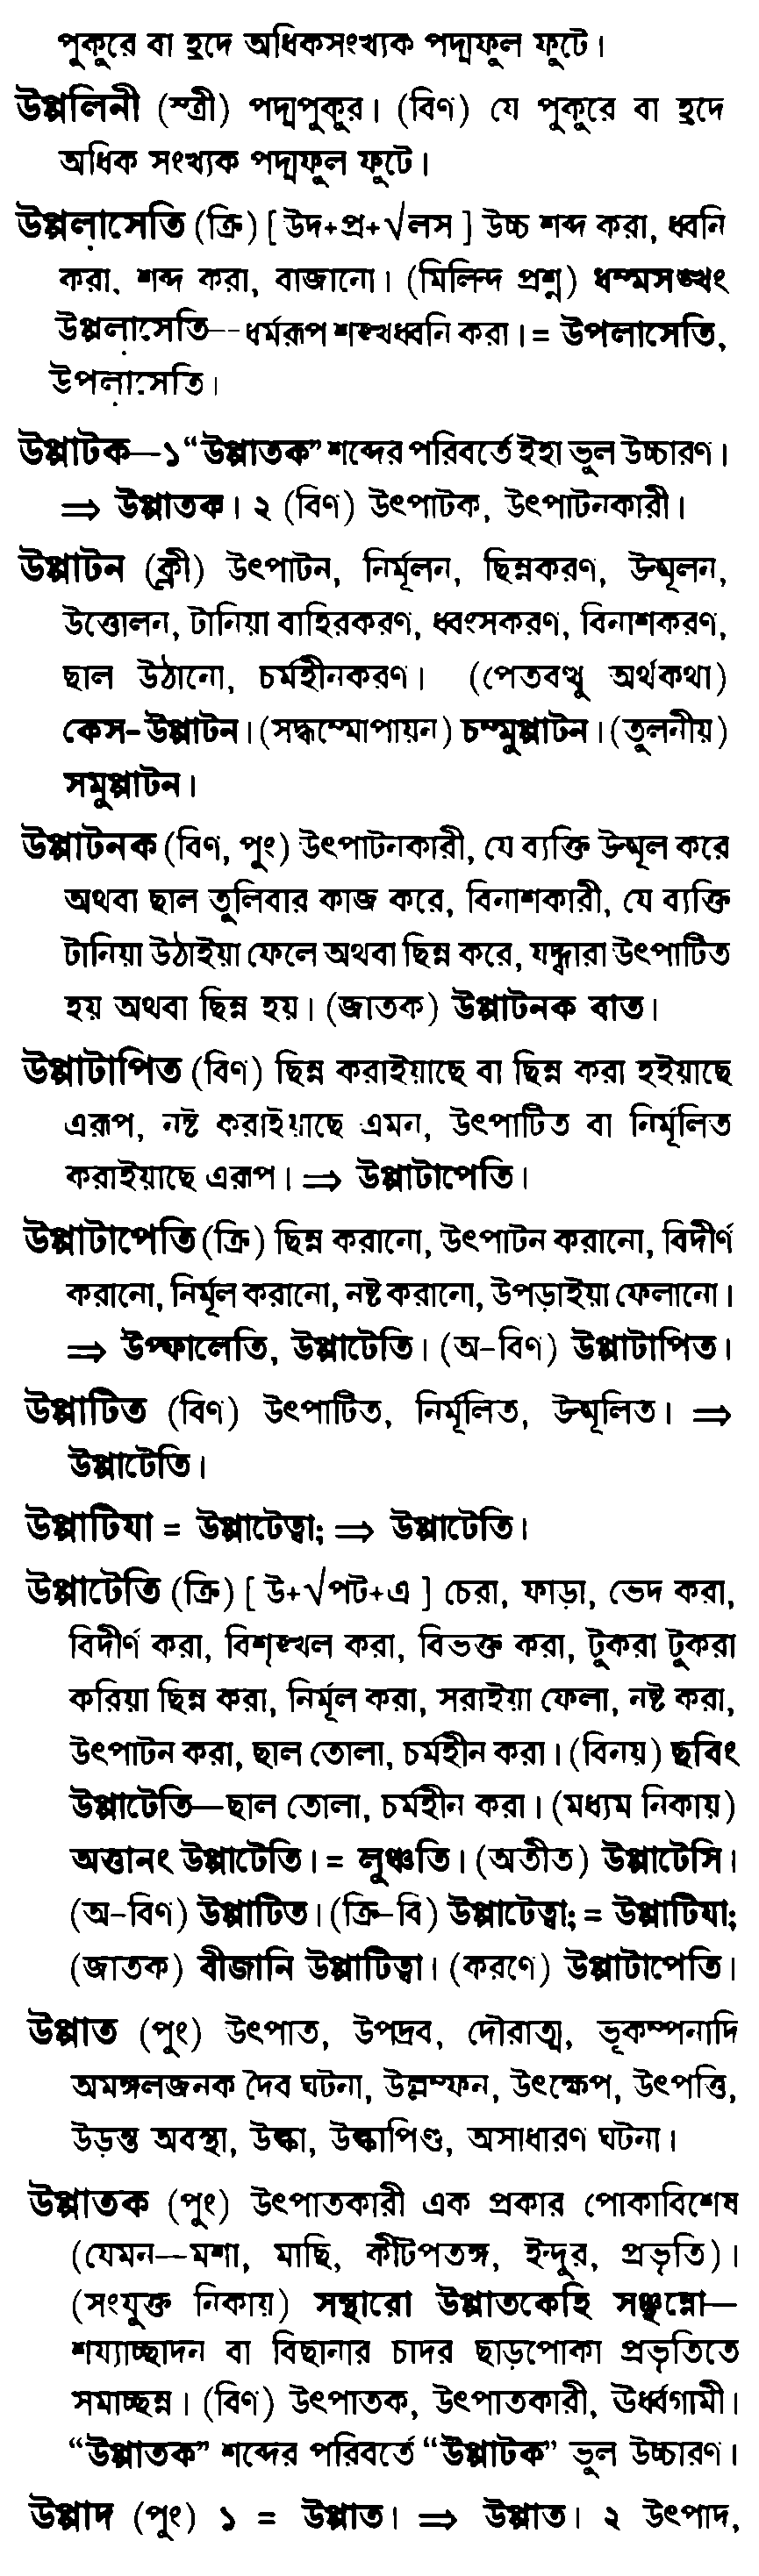 পুকুরে বা হ্রদে অধিকসংখ্যক পদ্মফুল ফুটে।
উপ্পলিনী (স্ত্রী) পদ্মপুকুর। (বিণ) যে পুকুরে বা হ্রদে
অধিক সংখ্যক পদ্মফুল ফুটে।
উপ্পল়াসেতি (ক্রি) [ উদ+প্র+√লস ] উচ্চ শব্দ করা, ধ্বনি
করা, শব্দ করা, বাজানো। (মিলিন্দ প্রশ্ন) ধম্মসঙ্খং
উপ্পল়াসেতি--ধর্মরূপ শঙ্খধ্বনি করা। = উপলাসেতি,
উপল়াসেতি।
উপ্পাটক—১ “উপ্পাতক” শব্দের পরিবর্তে ইহা ভুল উচ্চারণ।
⇒ উপ্পাতক। ২ (বিণ) উৎপাটক, উৎপাটনকারী।
উপ্পাটন (ক্লী) উৎপাটন, নির্মূলন, ছিন্নকরণ, উন্মূলন,
উত্তোলন, টানিয়া বাহিরকরণ, ধ্বংসকরণ, বিনাশকরণ,
ছাল উঠানো, চর্মহীনকরণ। (পেতবত্থু অর্থকথা)
কেস-উপ্পাটন। (সদ্ধম্মোপায়ন) চম্মুপ্পাটন। (তুলনীয়)
সমুপ্পাটন।
উপ্পাটনক (বিণ, পুং) উৎপাটনকারী, যে ব্যক্তি উন্মূল করে
অথবা ছাল তুলিবার কাজ করে, বিনাশকারী, যে ব্যক্তি
টানিয়া উঠাইয়া ফেলে অথবা ছিন্ন করে, যদ্দ্বারা উৎপাটিত
হয় অথবা ছিন্ন হয়। (জাতক) উপ্পাটনক বাত।
উপ্পাটাপিত (বিণ) ছিন্ন করাইয়াছে বা ছিন্ন করা হইয়াছে
এরূপ, নষ্ট করাইয়াছে এমন, উৎপাটিত বা নির্মূলিত
করাইয়াছে এরূপ। ⇒ উপ্পাটাপেতি।
উপ্পাটাপেতি (ক্রি) ছিন্ন করানো, উৎপাটন করানো, বিদীর্ণ
করানো, নির্মূল করানো, নষ্ট করানো, উপড়াইয়া ফেলানো।
⇒ উপ্ফালেতি, উপ্পাটেতি। (অ-বিণ) উপ্পাটাপিত।
উপ্পাটিত (বিণ) উৎপাটিত, নির্মূলিত, উন্মূলিত। ⇒
উপ্পাটেতি।
উপ্পাটিযা = উপ্পাটেত্বা; ⇒ উপ্পাটেতি।
উপ্পাটেতি (ক্রি) [ উ+√পট+এ ] চেরা, ফাড়া, ভেদ করা,
বিদীর্ণ করা, বিশৃঙ্খল করা, বিভক্ত করা, টুকরা টুকরা
করিয়া ছিন্ন করা, নির্মূল করা, সরাইয়া ফেলা, নষ্ট করা,
উৎপাটন করা, ছাল তোলা, চর্মহীন করা। (বিনয়) ছবিং
উপ্পাটেতি—ছাল তোলা, চর্মহীন করা। (মধ্যম নিকায়)
অত্তানং উপ্পাটেতি। = লুঞ্চতি। (অতীত) উপ্পাটেসি।
(অ-বিণ) উপ্পাটিত। (ক্রি-বি) উপ্পাটেত্বা; = উপ্পাটিযা;
(জাতক) বীজানি উপ্পাটিত্বা। (করণে) উপ্পাটাপেতি।
উপ্পাত (পুং) উৎপাত, উপদ্রব, দৌরাত্ম, ভূকম্পনাদি
অমঙ্গলজনক দৈব ঘটনা, উল্লম্ফন, উৎক্ষেপ, উৎপত্তি,
উড়ন্ত অবস্থা, উল্কা, উল্কাপিণ্ড, অসাধারণ ঘটনা।
উপ্পাতক (পুং) উৎপাতকারী এক প্রকার পোকাবিশেষ
(যেমন—মশা, মাছি, কীটপতঙ্গ, ইন্দুর, প্রভৃতি)।
(সংযুক্ত নিকায়) সন্থারো উপ্পাতকেহি সঞ্ছন্নো—
শয্যাচ্ছাদন বা বিছানার চাদর ছাড়পোকা প্রভৃতিতে
সমাচ্ছন্ন। (বিণ) উৎপাতক, উৎপাতকারী, ঊর্ধ্বগামী।
“উপ্পাতক” শব্দের পরিবর্তে “উপ্পাটক” ভুল উচ্চারণ।
উপ্পাদ (পুং) ১ = উপ্পাত। ⇒ উপ্পাত। ২ উৎপাদ,